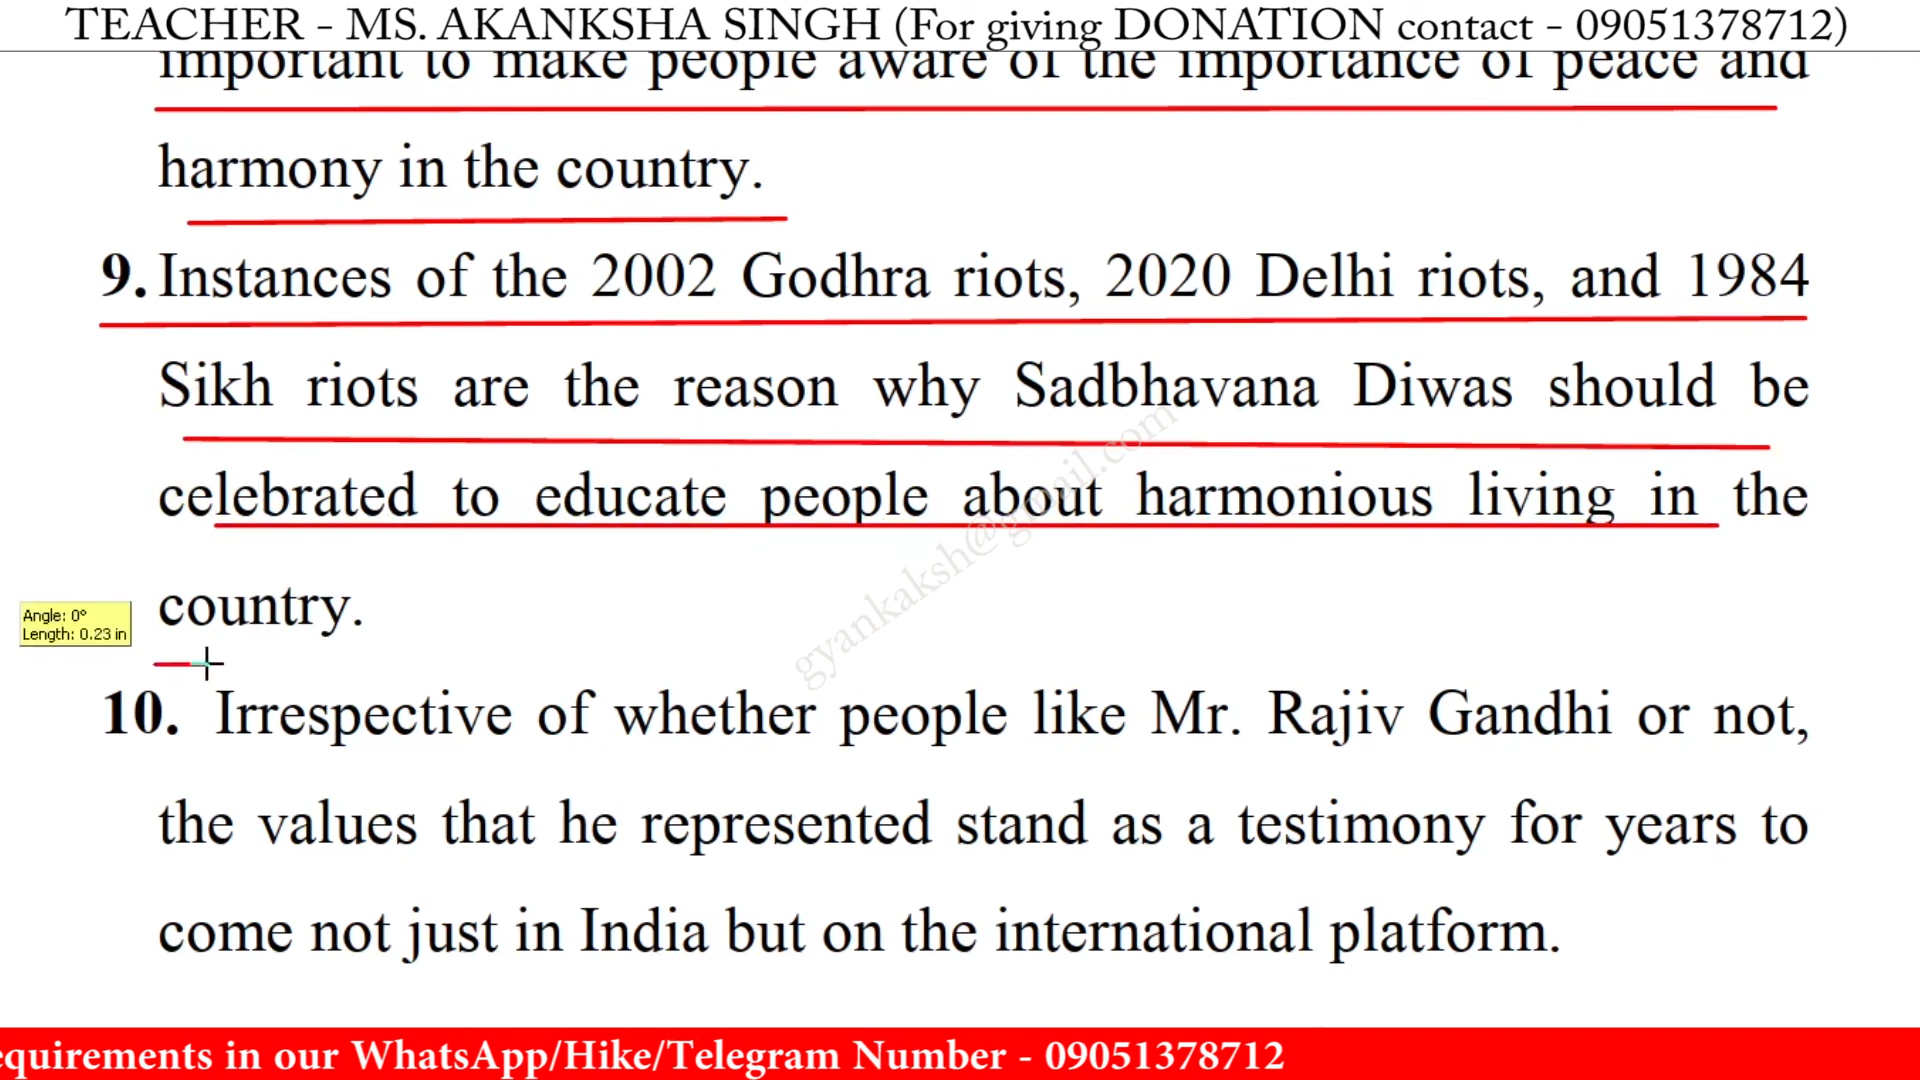 TEACHER - MS. AKANKSHA SINGH (For giving DONATION contact - 09051378712)
important to make people aware of the importance of peace and
harmony in the country.
9. Instances of the 2002 Godhra riots, 2020 Delhi riots, and 1984
Sikh riots are the reason why Sadbhavana Diwas should be
celebrated to educate people about harmonious living in the
country.
Angle: 0°
Length: 0.23 in
gyankaksh@gmail.com
10. Irrespective of whether people like Mr. Rajiv Gandhi or not,
the values that he represented stand as a testimony for years to
come not just in India but on the international platform.
equirements in our WhatsApp/Hike/Telegram Number - 09051378712